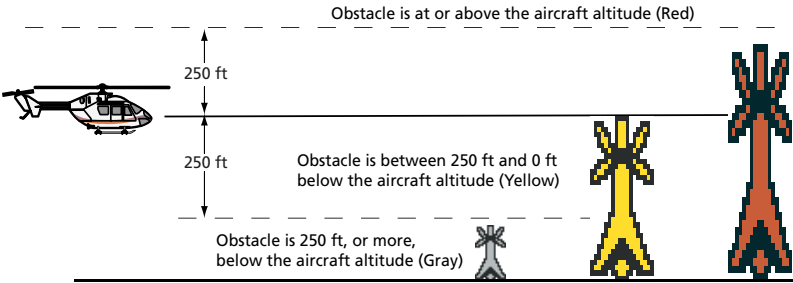 Obstacle is at or above the aircraft altitude (Red)
250 ft
250 ft
Obstacle is between 250 ft and 0 ft
below the aircraft altitude (Yellow)
Obstacle is 250 ft, or more,
below the aircraft altitude (Gray)